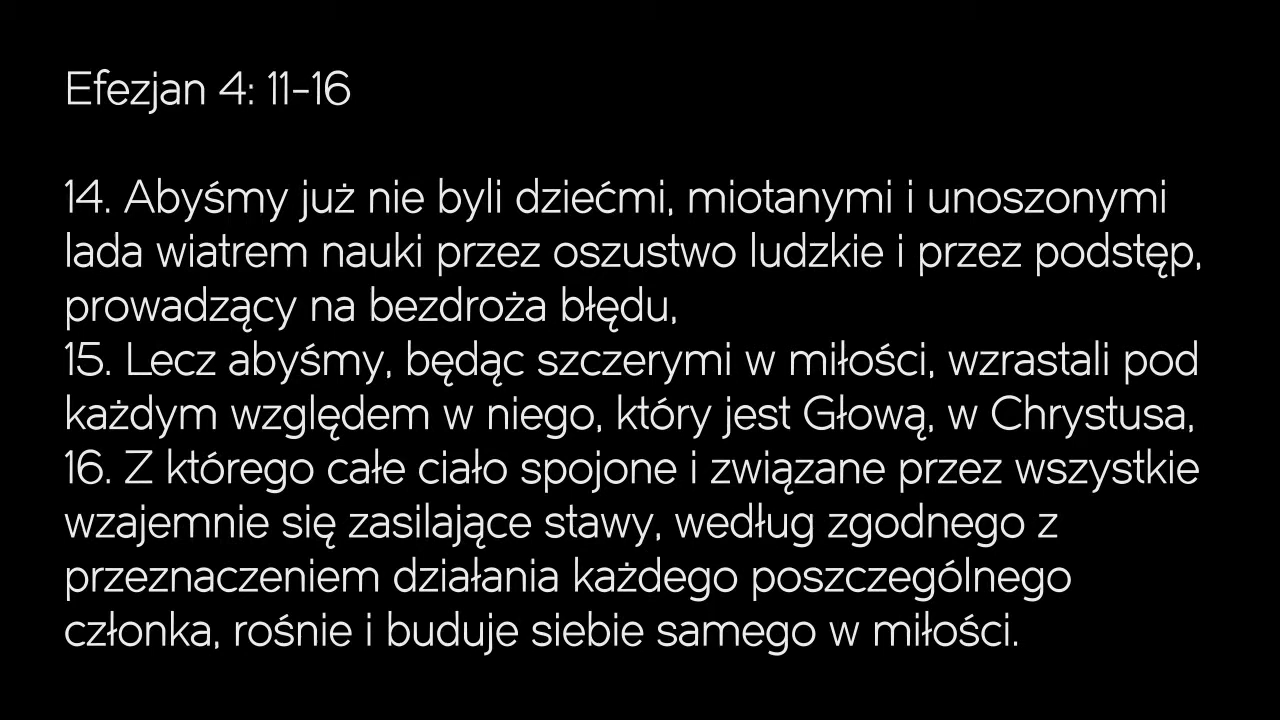 Efezjan 4: 11-16
14. Abyśmy już nie byli dziećmi, miotanymi i unoszonymi
lada wiatrem nauki przez oszustwo ludzkie i przez podstęp,
prowadzący na bezdroża błędu,
15. Lecz abyśmy, będąc szczerymi w miłości, wzrastali pod
każdym względem w niego, który jest Głową, w Chrystusa,
16. Z którego całe ciało spojone i związane przez wszystkie
wzajemnie się zasilające stawy, według zgodnego z
przeznaczeniem działania każdego poszczególnego
członka, rośnie i buduje siebie samego w miłości.